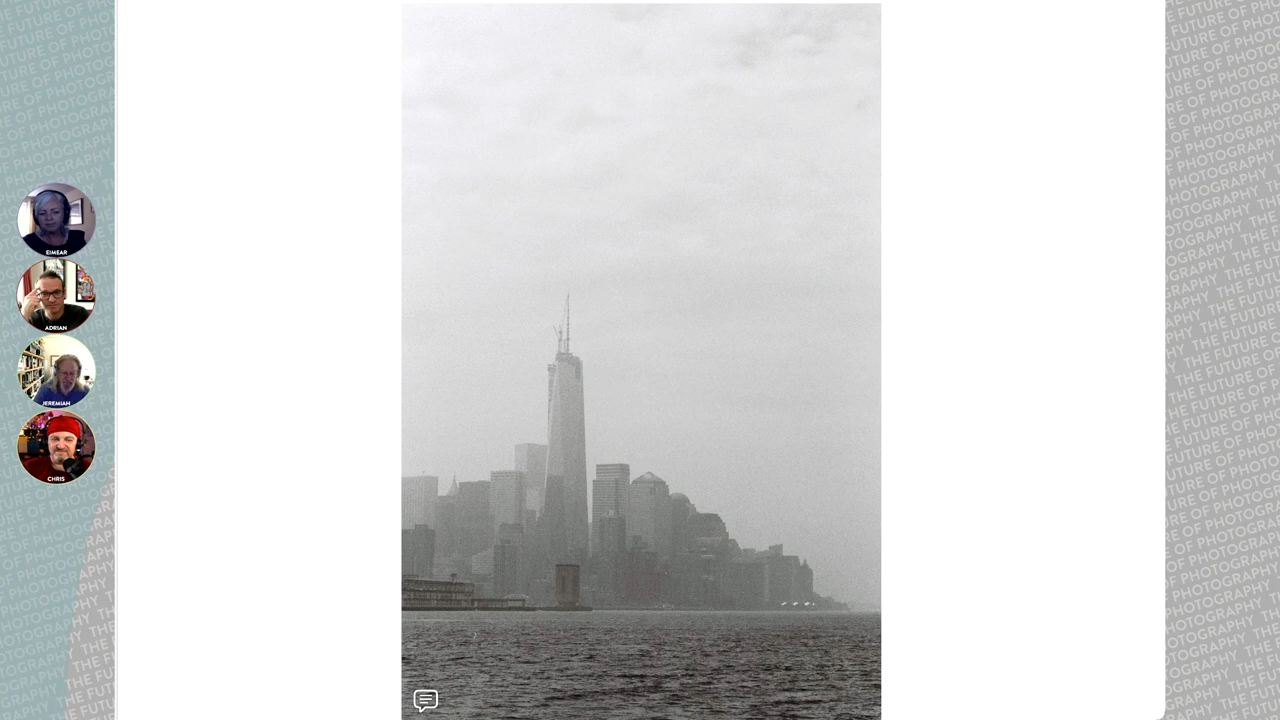 EIMEAR
ADRIAN
JEREMIAH
CHRIS
THE FUTURE OF PHOTOGRAPHY